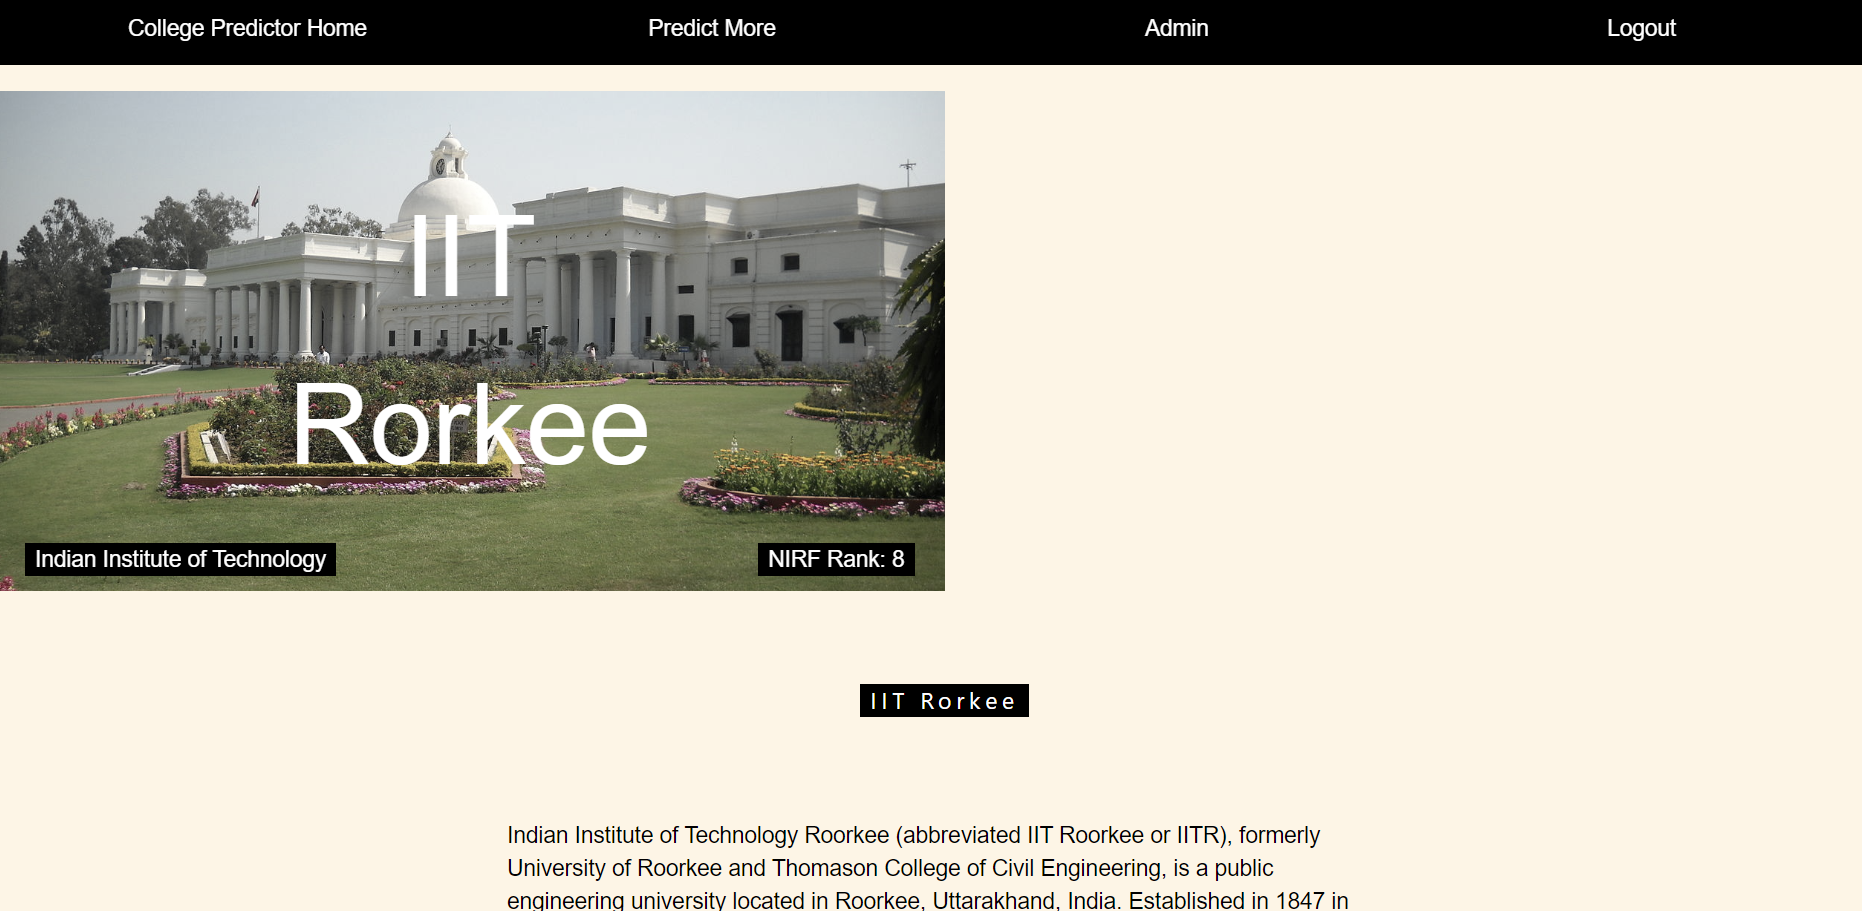 College Predictor Home Predict More Admin Logout
IIT
Rorkee
Indian Institute of Technology NIRF Rank: 8
IIT Rorkee
Indian Institute of Technology Roorkee (abbreviated IIT Roorkee or IITR), formerly
University of Roorkee and Thomason College of Civil Engineering, is a public
engineering university located in Roorkee, Uttarakhand, India. Established in 1847 in